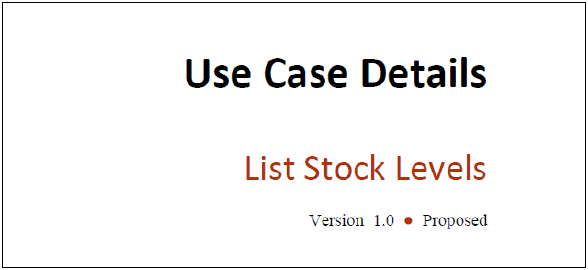 Use Case Details
List Stock Levels
Version 1.0 ● Proposed